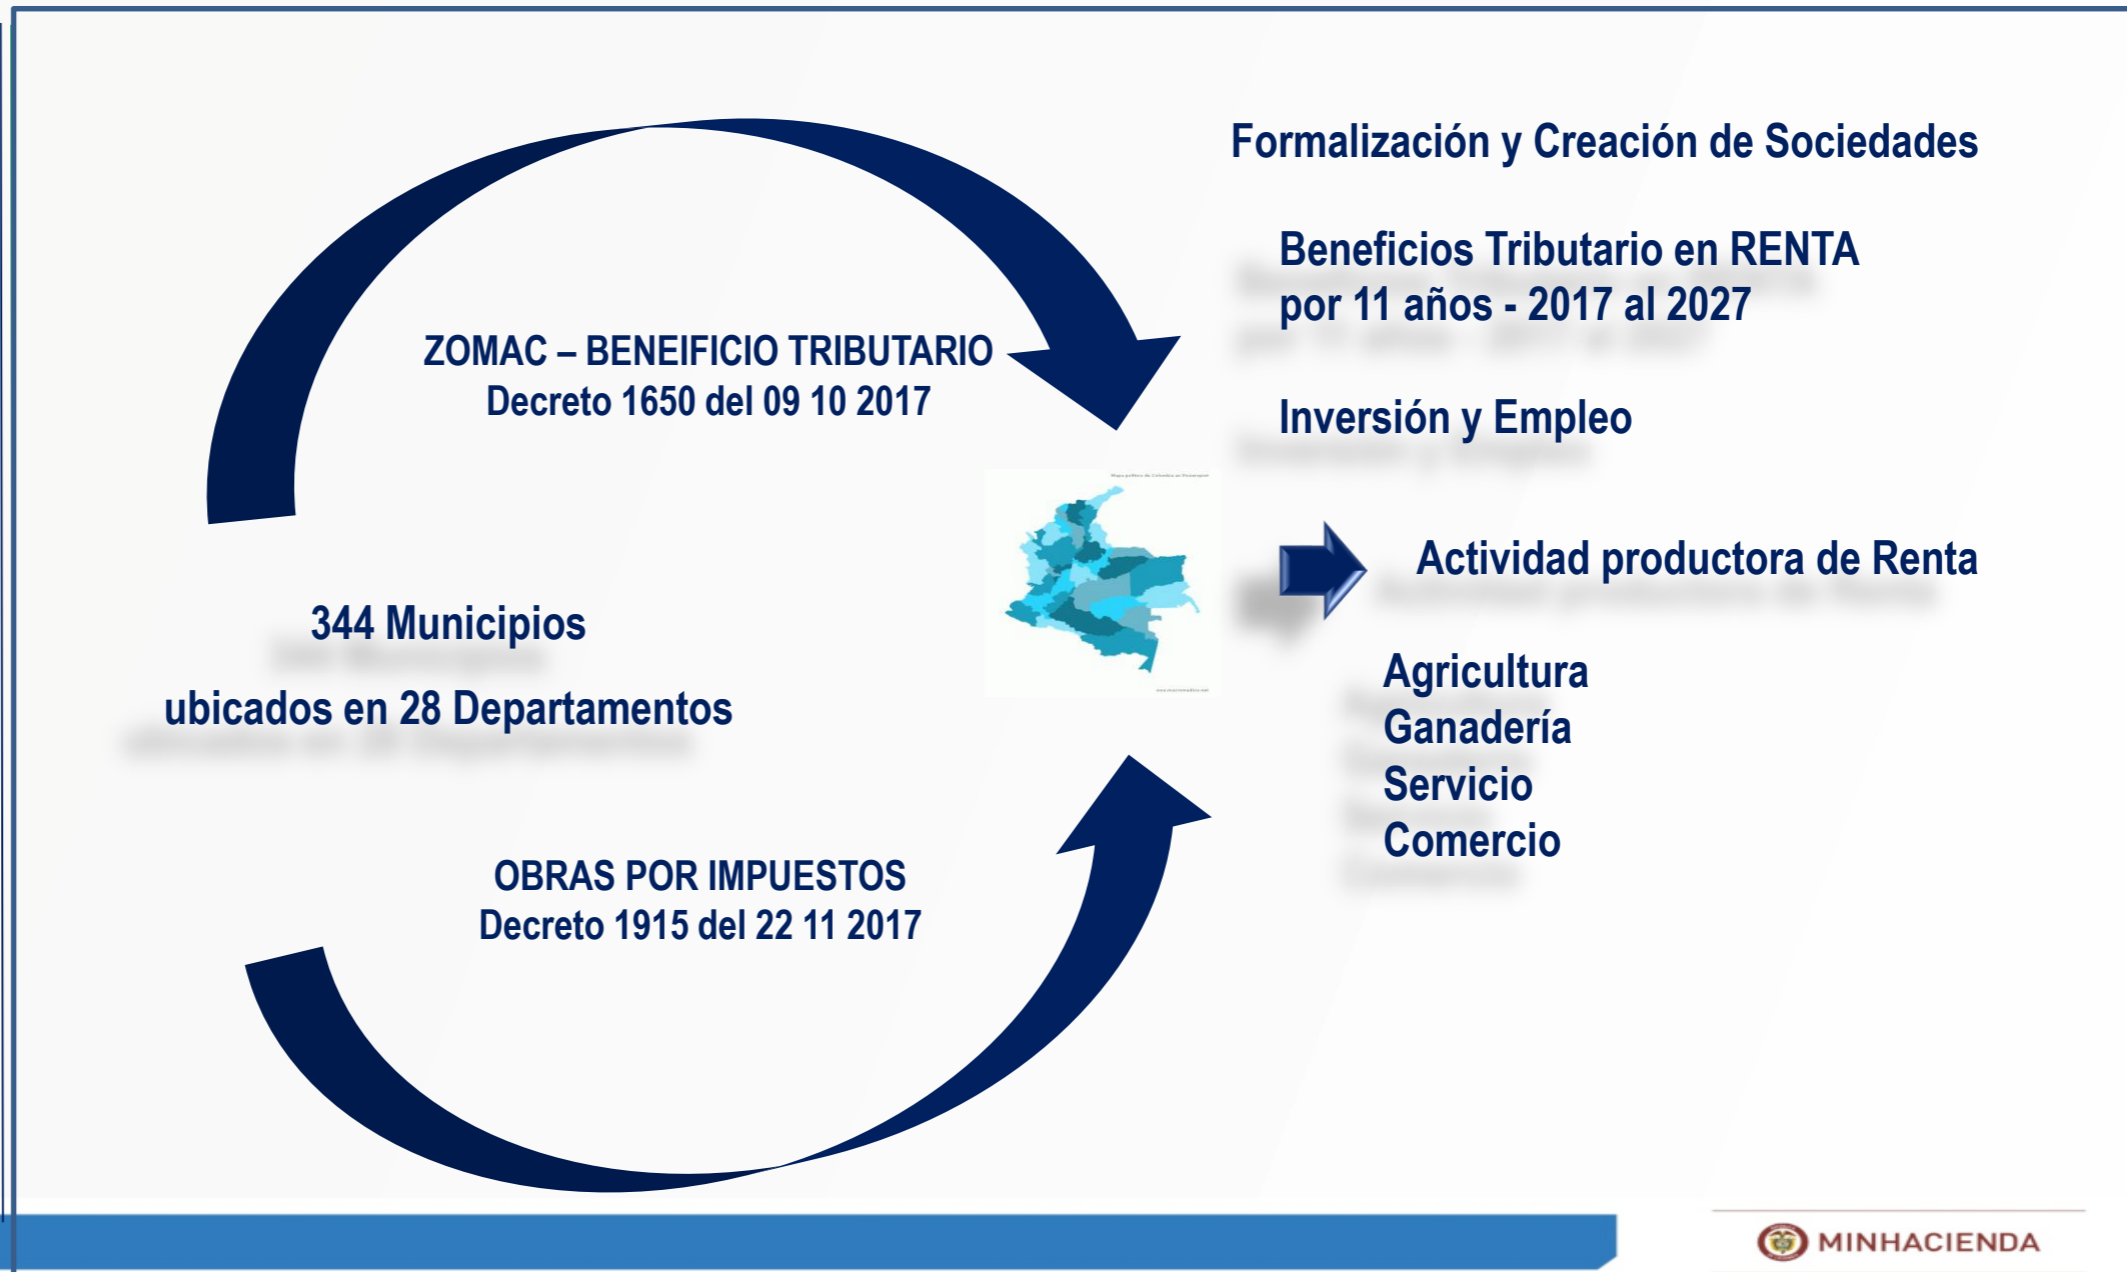 Formalización y Creación de Sociedades
Beneficios Tributario en RENTA
por 11 años - 2017 al 2027
ZOMAC – BENEIFICIO TRIBUTARIO
Decreto 1650 del 09 10 2017
Inversión y Empleo
Actividad productora de Renta
344 Municipios
ubicados en 28 Departamentos
Agricultura
Ganadería
Servicio
Comercio
OBRAS POR IMPUESTOS
Decreto 1915 del 22 11 2017
MINHACIENDA